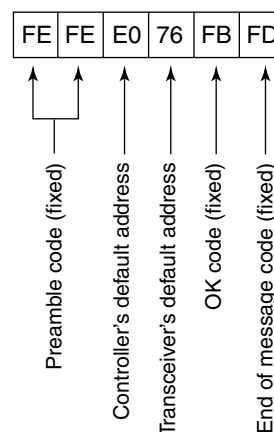 FE FE E0 76 FB FD
Preamble code (fixed)
Controller's default address
Transceiver's default address
OK code (fixed)
End of message code (fixed)